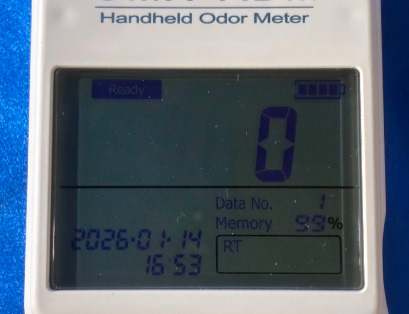 Handheld Odor Meter
Ready
0
Data No. 1
Memory 99%
2026-01-14
16:53
RT